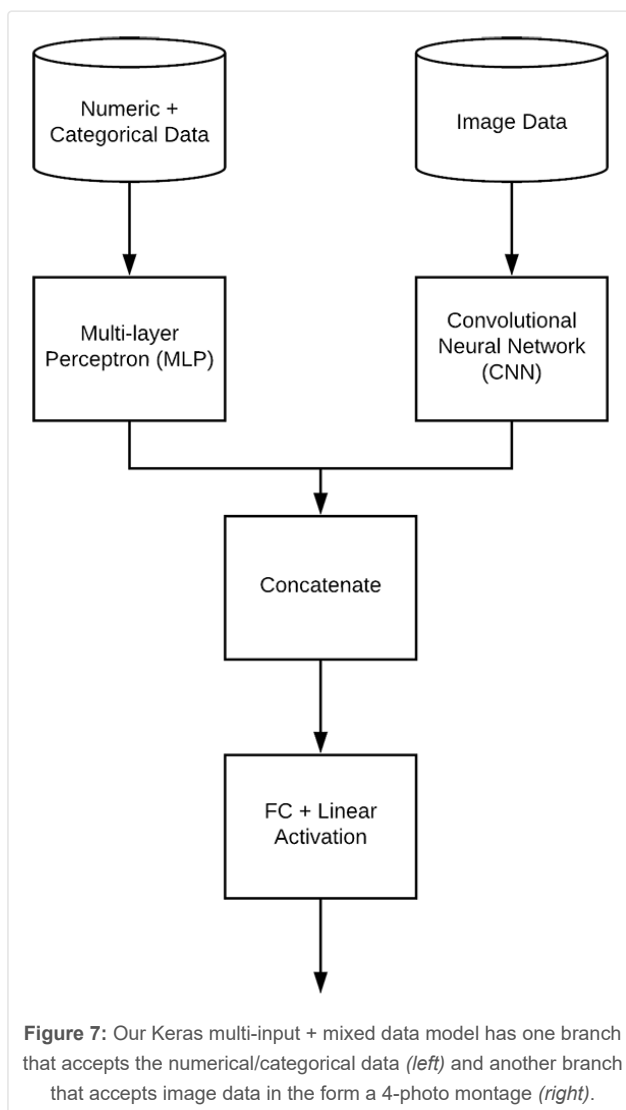 Numeric +
Categorical Data
Image Data
Multi-layer
Perceptron (MLP)
Convolutional
Neural Network
(CNN)
Concatenate
FC + Linear
Activation
Figure 7: Our Keras multi-input + mixed data model has one branch
that accepts the numerical/categorical data (left) and another branch
that accepts image data in the form a 4-photo montage (right).